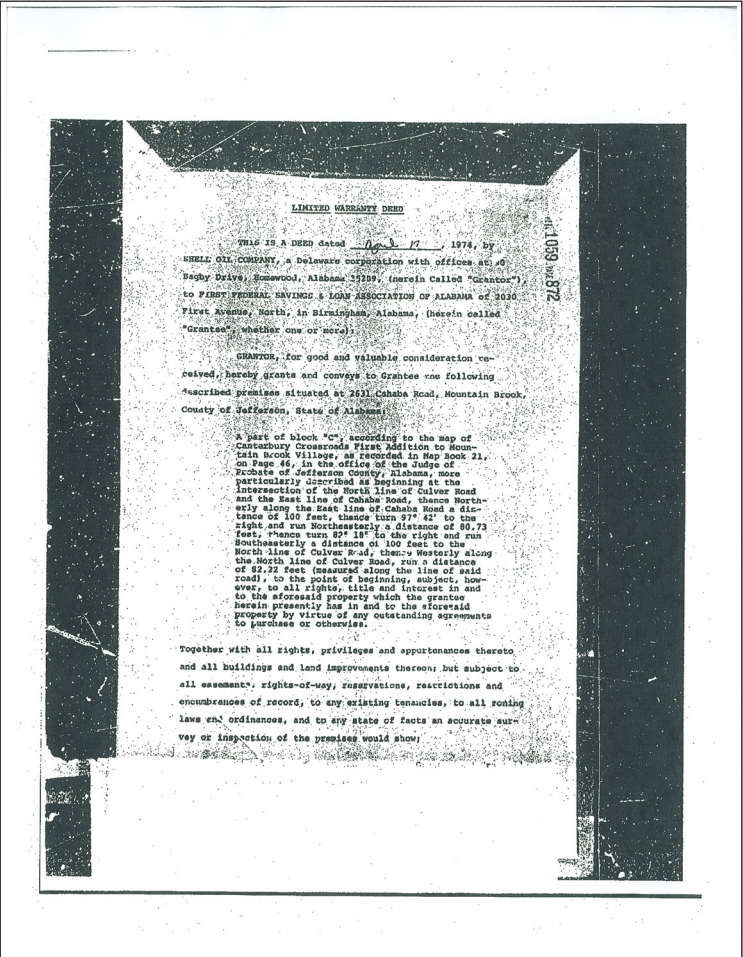 LIMITED WARRANTY DEED
THIS IS A DEED dated April 17, 1974, by
SHELL OIL COMPANY, a Delaware corporation with offices at
Bagby Drive, Homewood, Alabama 35209, (herein Called "Grantor"),
to FIRST FEDERAL SAVINGS & LOAN ASSOCIATION OF ALABAMA of 2030
First Avenue, North, in Birmingham, Alabama, (herein called
"Grantee", whether one or more);
GRANTOR, for good and valuable consideration re-
ceived, hereby grants and conveys to Grantee the following
described premises situated at 2631 Cahaba Road, Mountain Brook,
County of Jefferson, State of Alabama:
A part of block "C", according to the map of
Canterbury Crossroads First Addition to Moun-
tain Brook Village, as recorded in Map Book 21,
on Page 46, in the office of the Judge of
Probate of Jefferson County, Alabama, more
particularly described as beginning at the
intersection of the North line of Culver Road
and the East line of Cahaba Road, thence North-
erly along the East line of Cahaba Road a dis-
tance of 100 feet, thence turn 97° 42' to the
right and run Northeasterly a distance of 80.73
feet, thence turn 82° 18' to the right and run
Southeasterly a distance of 100 feet to the
North line of Culver Road, thence Westerly along
the North line of Culver Road, run a distance
of 82.22 feet (measured along the line of said
road), to the point of beginning, subject, how-
ever, to all rights, title and interest in and
to the aforesaid property which the grantee
herein presently has in and to the aforesaid
property by virtue of any outstanding agreements
to purchase or otherwise.
Together with all rights, privileges and appurtenances thereto
and all buildings and land improvements thereon; but subject to
all easements, rights-of-way, reservations, restrictions and
encumbrances of record, to any existing tenancies, to all zoning
laws and ordinances, and to any state of facts an accurate sur-
vey or inspection of the premises would show;
1059 PAGE 872